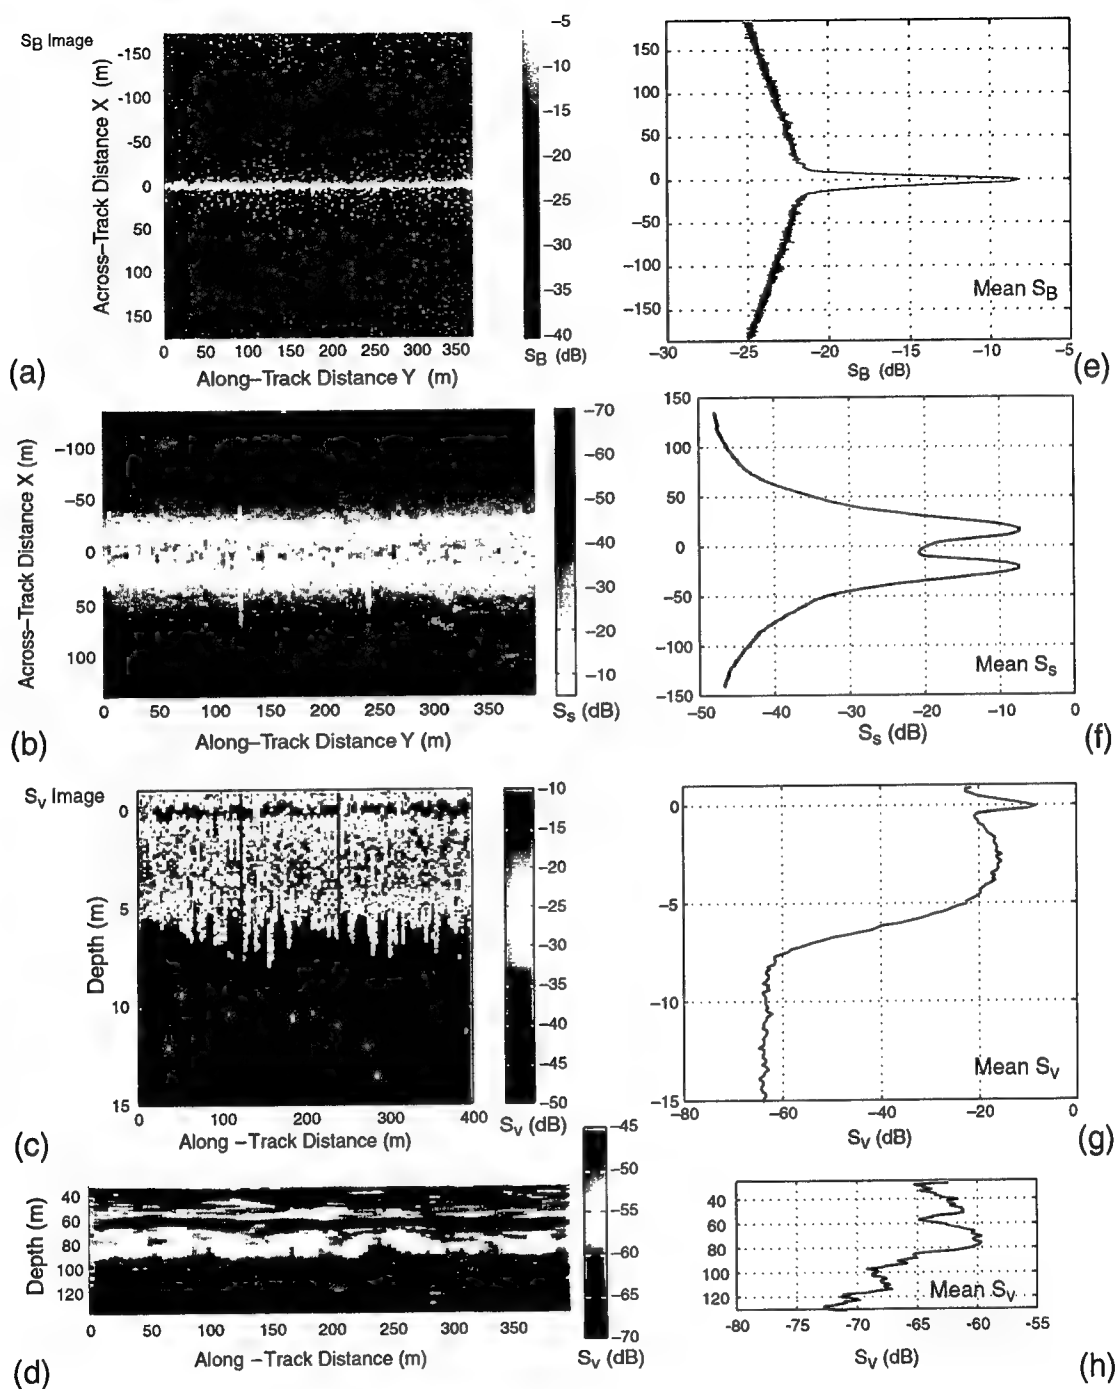 S_B Image
Across–Track Distance X (m)
-150
-100
-50
0
50
100
150
0 50 100 150 200 250 300 350
Along–Track Distance Y (m)
–5
–10
–15
–20
–25
–30
–35
–40
S_B (dB)
(a)
150
100
50
0
–50
–100
–150
Mean S_B
–30 –25 –20 –15 –10 –5
S_B (dB)
(e)
Across–Track Distance X (m)
–100
–50
0
50
100
0 50 100 150 200 250 300 350
Along–Track Distance Y (m)
–70
–60
–50
–40
–30
–20
–10
S_s (dB)
(b)
150
100
50
0
–50
–100
–150
Mean S_s
–50 –40 –30 –20 –10 0
S_s (dB)
(f)
S_v Image
Depth (m)
0
5
10
15
0 100 200 300 400
Along –Track Distance (m)
–10
–15
–20
–25
–30
–35
–40
–45
–50
S_v (dB)
(c)
0
–5
–10
–15
Mean S_v
–80 –60 –40 –20 0
S_v (dB)
(g)
Depth (m)
40
60
80
100
120
0 50 100 150 200 250 300 350
Along –Track Distance (m)
–45
–50
–55
–60
–65
–70
S_v (dB)
(d)
40
60
80
100
120
Mean S_v
-80 -75 -70 -65 -60 -55
S_v (dB)
(h)